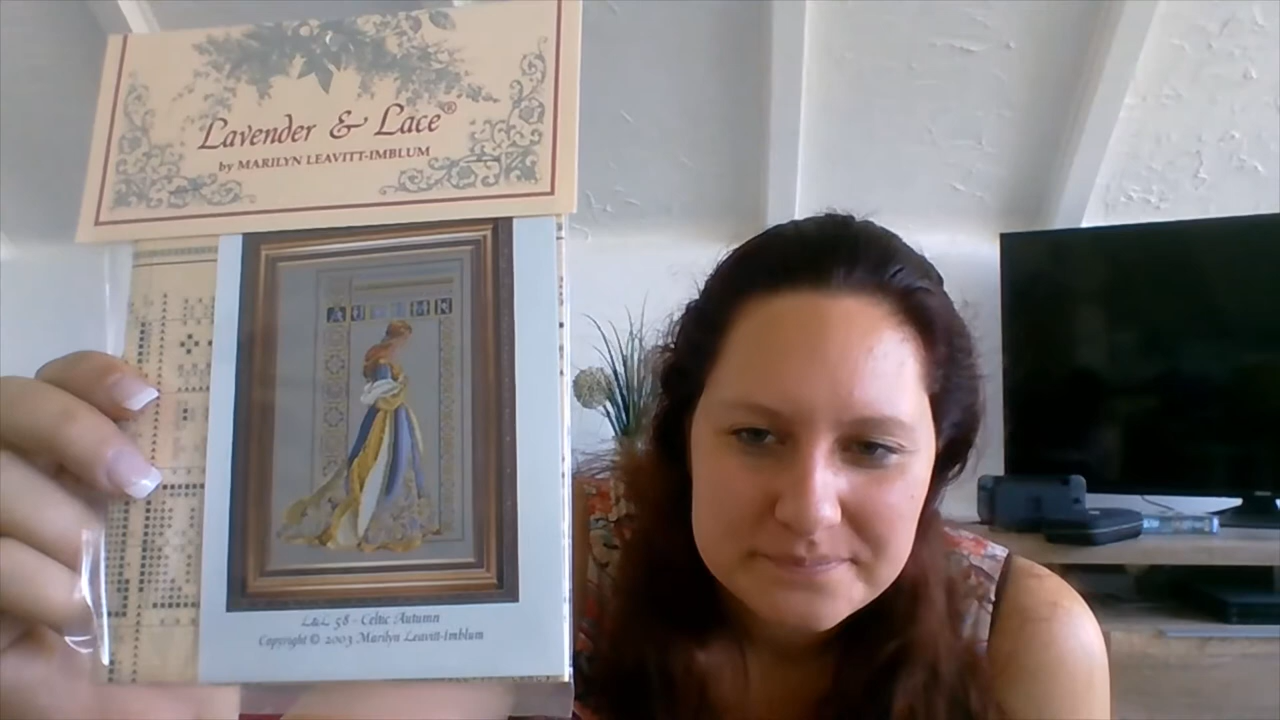 Lavender & Lace®
by MARILYN LEAVITT-IMBLUM
AUTUMN
L&L 58 - Celtic Autumn
Copyright © 2003 Marilyn Leavitt-Imblum